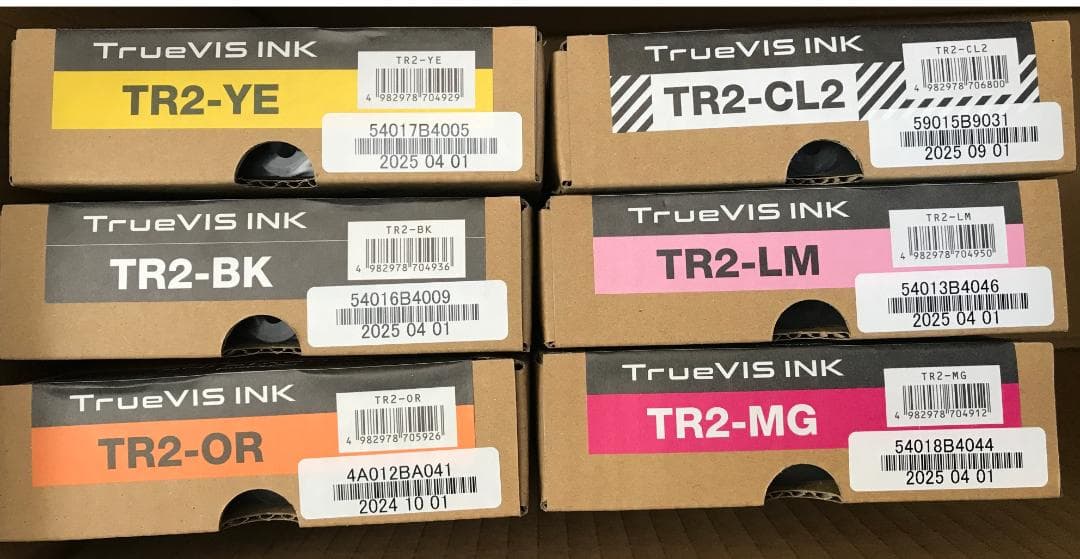 TrueVIS INK
TR2-YE
TR2-YE
4 982978 704929
54017B4005
2025 04 01
TrueVIS INK
TR2-CL2
TR2-CL2
4 982978 706800
59015B9031
2025 09 01
TrueVIS INK
TR2-BK
TR2-BK
4 982978 704936
54016B4009
2025 04 01
TrueVIS INK
TR2-LM
TR2-LM
4 982978 704950
54013B4046
2025 04 01
TrueVIS INK
TR2-OR
TR2-OR
4 982978 705926
4A012BA041
2024 10 01
TrueVIS INK
TR2-MG
TR2-MG
4 982978 704912
54018B4044
2025 04 01